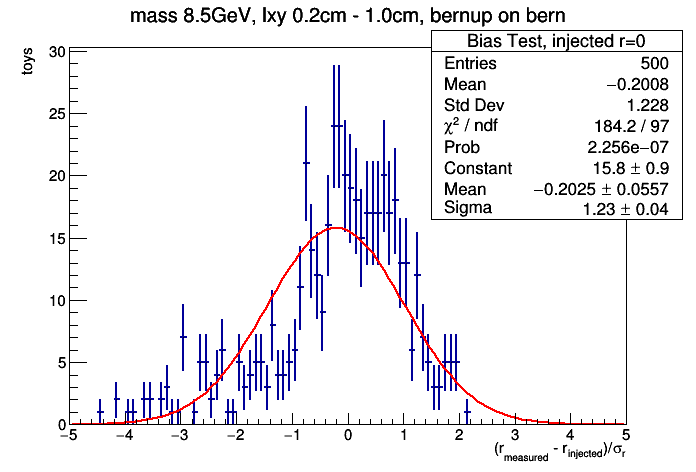 mass 8.5GeV, lxy 0.2cm - 1.0cm, bernup on bern
Bias Test, injected r=0
Entries 500
Mean −0.2008
Std Dev 1.228
χ² / ndf 184.2 / 97
Prob 2.256e−07
Constant 15.8 ± 0.9
Mean −0.2025 ± 0.0557
Sigma 1.23 ± 0.04
toys
30
25
20
15
10
5
0
−5 −4 −3 −2 −1 0 1 2 3 4 5
(r_measured - r_injected)/σ_r